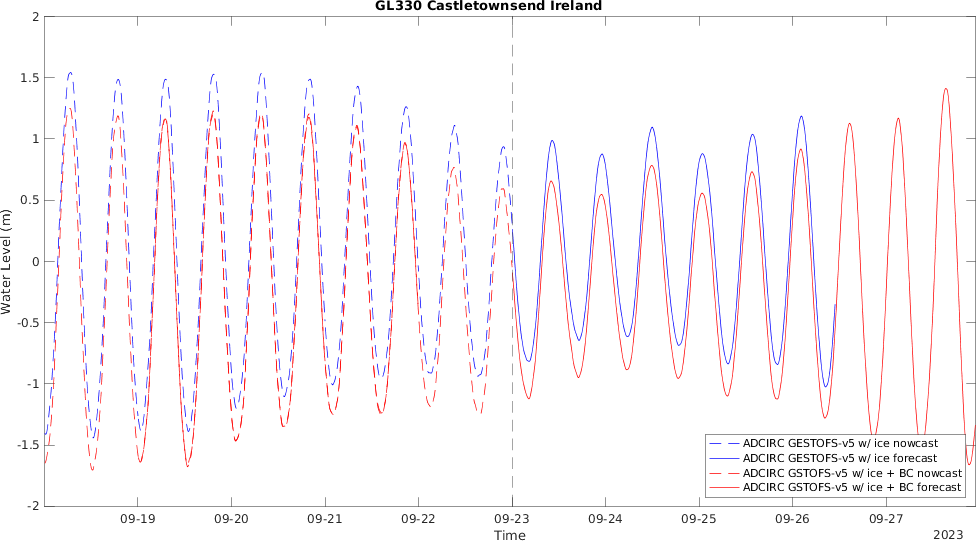 GL330 Castletownsend Ireland
2
1.5
1
0.5
0
-0.5
-1
-1.5
-2
Water Level (m)
ADCIRC GESTOFS-v5 w/ ice nowcast
ADCIRC GESTOFS-v5 w/ ice forecast
ADCIRC GSTOFS-v5 w/ ice + BC nowcast
ADCIRC GSTOFS-v5 w/ ice + BC forecast
09-19 09-20 09-21 09-22 09-23 09-24 09-25 09-26 09-27
Time
2023